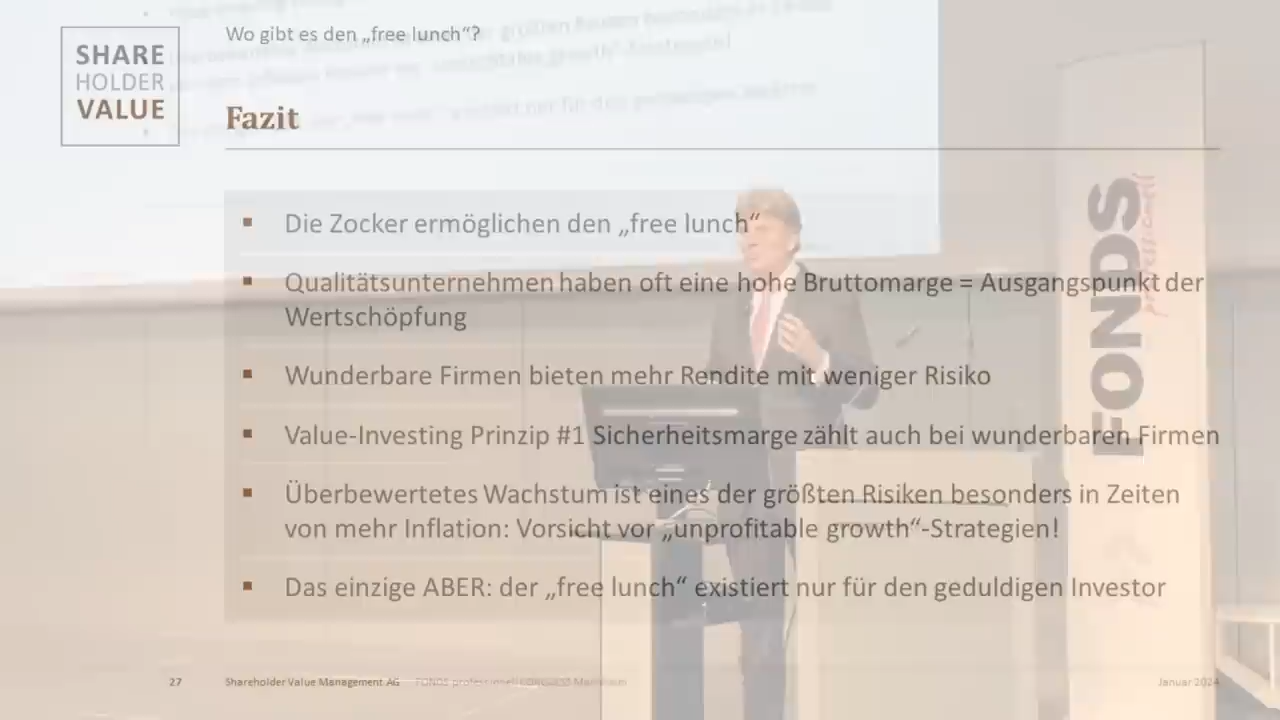 SHARE
HOLDER
VALUE
Wo gibt es den „free lunch“?
Fazit
▪ Die Zocker ermöglichen den „free lunch“
▪ Qualitätsunternehmen haben oft eine hohe Bruttomarge = Ausgangspunkt der
Wertschöpfung
▪ Wunderbare Firmen bieten mehr Rendite mit weniger Risiko
▪ Value-Investing Prinzip #1 Sicherheitsmarge zählt auch bei wunderbaren Firmen
▪ Überbewertetes Wachstum ist eines der größten Risiken besonders in Zeiten
von mehr Inflation: Vorsicht vor „unprofitable growth“-Strategien!
▪ Das einzige ABER: der „free lunch“ existiert nur für den geduldigen Investor
FONDS
professionell
27 Shareholder Value Management AG FONDS professionell KONGRESS Mannheim Januar 2024